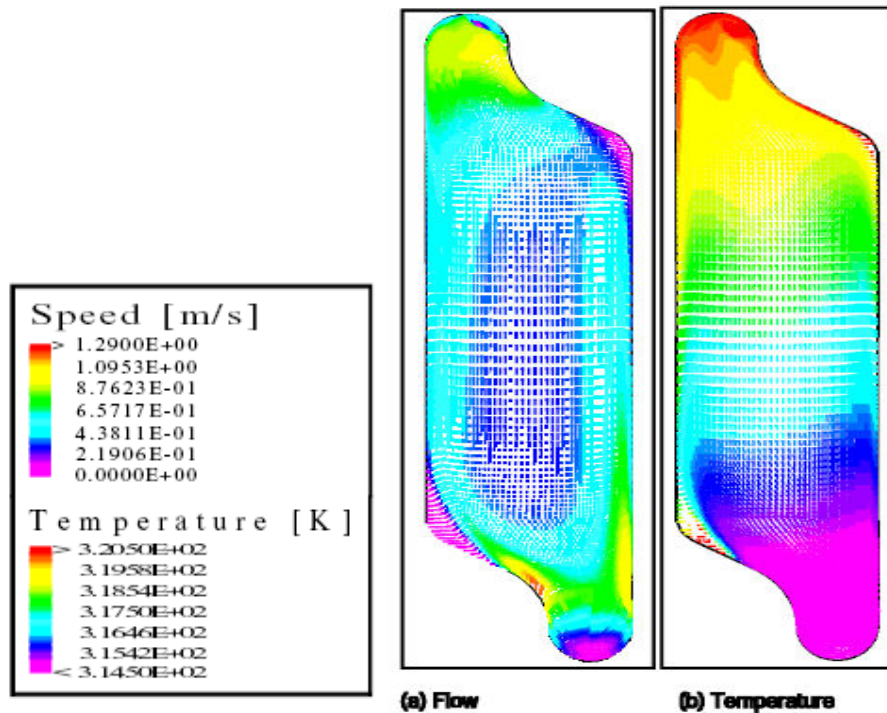 Speed [m/s]
> 1.2900E+00
1.0953E+00
8.7623E-01
6.5717E-01
4.3811E-01
2.1906E-01
0.0000E+00
Temperature [K]
> 3.2050E+02
3.1958E+02
3.1854E+02
3.1750E+02
3.1646E+02
3.1542E+02
< 3.1450E+02
(a) Flow
(b) Temperature